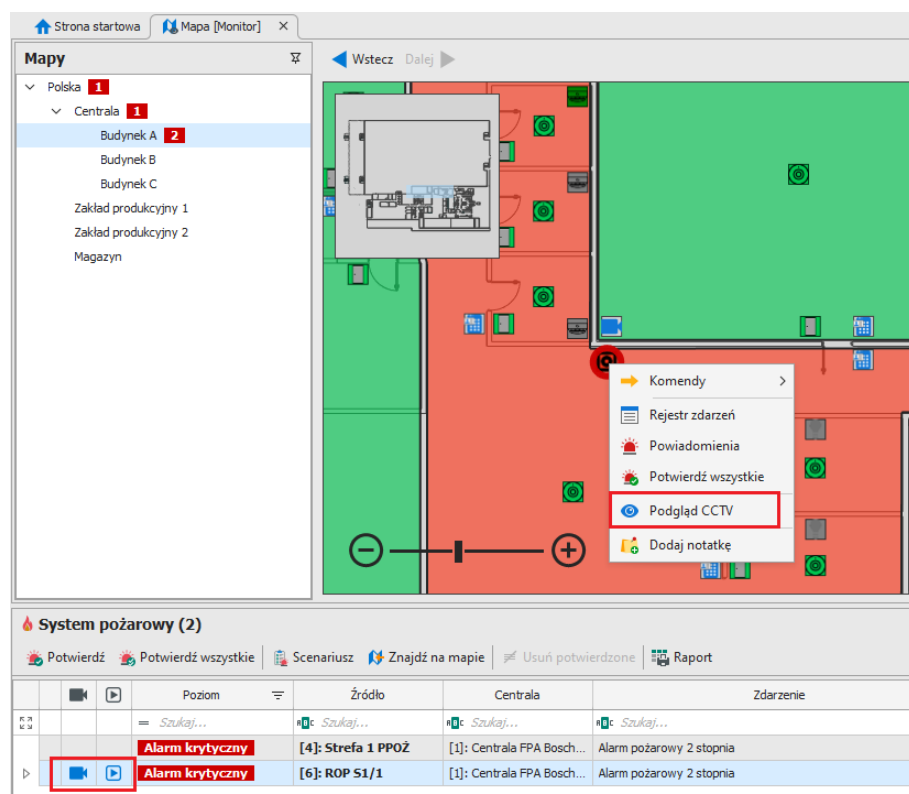 Strona startowa Mapa [Monitor]
Mapy
Wstecz Dalej
Polska 1
Centrala 1
Budynek A 2
Budynek B
Budynek C
Zakład produkcyjny 1
Zakład produkcyjny 2
Magazyn
Komendy
Rejestr zdarzeń
Powiadomienia
Potwierdź wszystkie
Podgląd CCTV
Dodaj notatkę
System pożarowy (2)
Potwierdź Potwierdź wszystkie Scenariusz Znajdź na mapie Usuń potwierdzone Raport
Poziom Źródło Centrala Zdarzenie
= Szukaj... ABC Szukaj... ABC Szukaj... ABC Szukaj...
Alarm krytyczny [4]: Strefa 1 PPOŻ [1]: Centrala FPA Bosch... Alarm pożarowy 2 stopnia
Alarm krytyczny [6]: ROP S1/1 [1]: Centrala FPA Bosch... Alarm pożarowy 2 stopnia